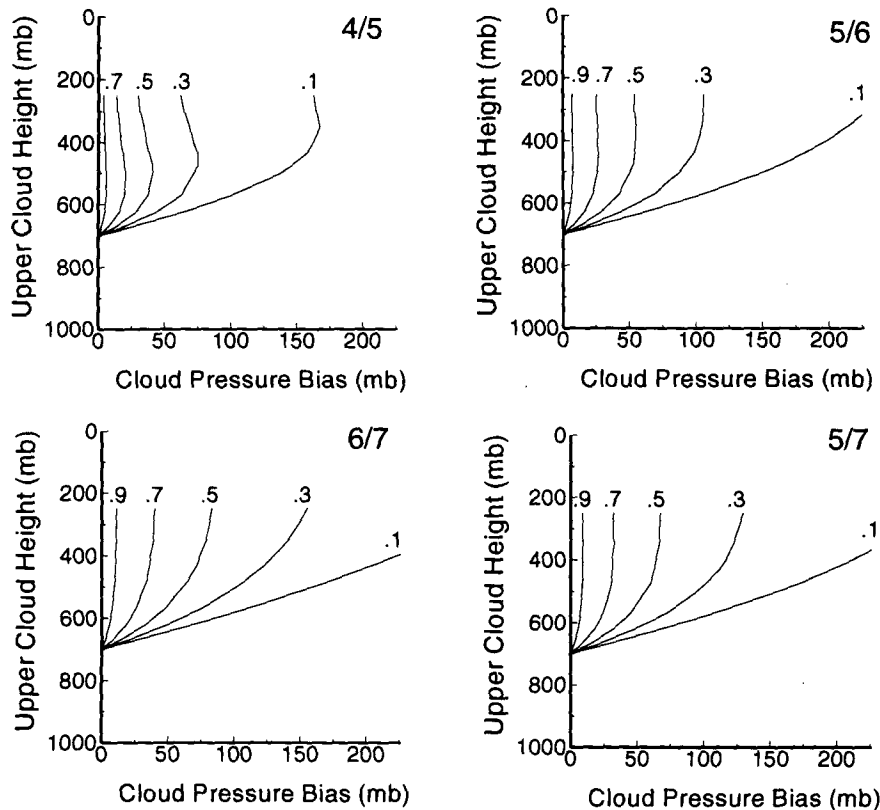 4/5
Upper Cloud Height (mb)
0
200
400
600
800
1000
.7 .5 .3 .1
0 50 100 150 200
Cloud Pressure Bias (mb)
5/6
Upper Cloud Height (mb)
0
200
400
600
800
1000
.9 .7 .5 .3 .1
0 50 100 150 200
Cloud Pressure Bias (mb)
6/7
Upper Cloud Height (mb)
0
200
400
600
800
1000
.9 .7 .5 .3 .1
0 50 100 150 200
Cloud Pressure Bias (mb)
5/7
Upper Cloud Height (mb)
0
200
400
600
800
1000
.9 .7 .5 .3 .1
0 50 100 150 200
Cloud Pressure Bias (mb)